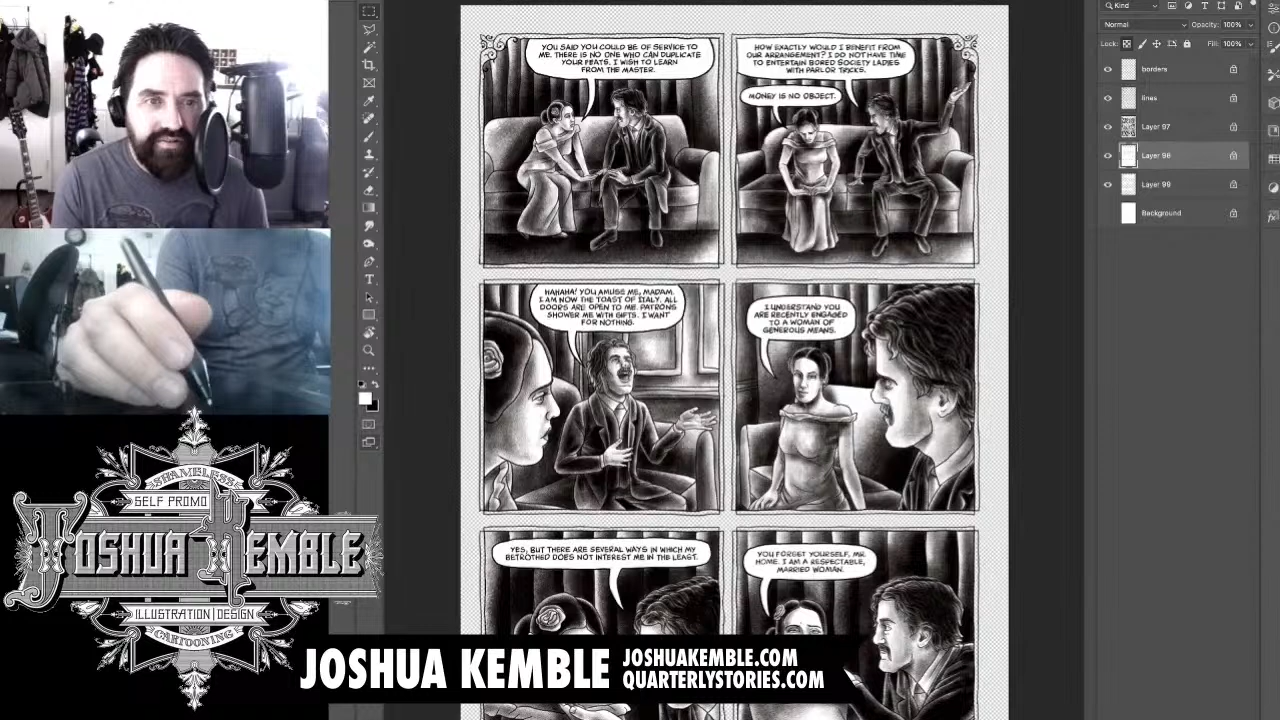 YOU SAID YOU COULD BE OF SERVICE TO
ME. THERE IS NO ONE WHO CAN DUPLICATE
YOUR FEATS. I WISH TO LEARN
FROM THE MASTER.
HOW EXACTLY WOULD I BENEFIT FROM
OUR ARRANGEMENT? I DO NOT HAVE TIME
TO ENTERTAIN BORED SOCIETY LADIES
WITH PARLOR TRICKS.
MONEY IS NO OBJECT.
HAHAHA! YOU AMUSE ME, MADAM.
I AM NOW THE TOAST OF ITALY. ALL
DOORS ARE OPEN TO ME. PATRONS
SHOWER ME WITH GIFTS. I WANT
FOR NOTHING.
I UNDERSTAND YOU
ARE RECENTLY ENGAGED
TO A WOMAN OF
GENEROUS MEANS.
YES, BUT THERE ARE SEVERAL WAYS IN WHICH MY
BETROTHED DOES NOT INTEREST ME IN THE LEAST.
YOU FORGET YOURSELF, MR.
HOME. I AM A RESPECTABLE,
MARRIED WOMAN.
Kind
Normal
Opacity: 100%
Lock:
Fill: 100%
borders
lines
Layer 97
Layer 98
Layer 99
Background
SHAMELESS
SELF PROMO
JOSHUA KEMBLE
ILLUSTRATION | DESIGN
CARTOONING
JOSHUA KEMBLE
JOSHUAKEMBLE.COM
QUARTERLYSTORIES.COM